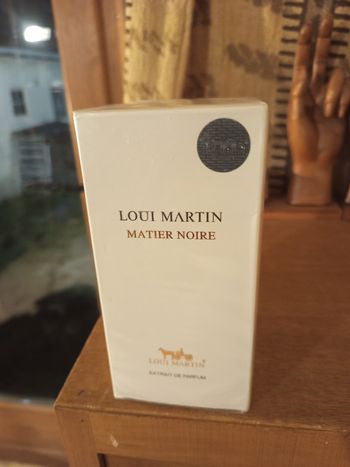 LOUI MARTIN
MATIER NOIRE
LOUI MARTIN®
EXTRAIT DE PARFUM